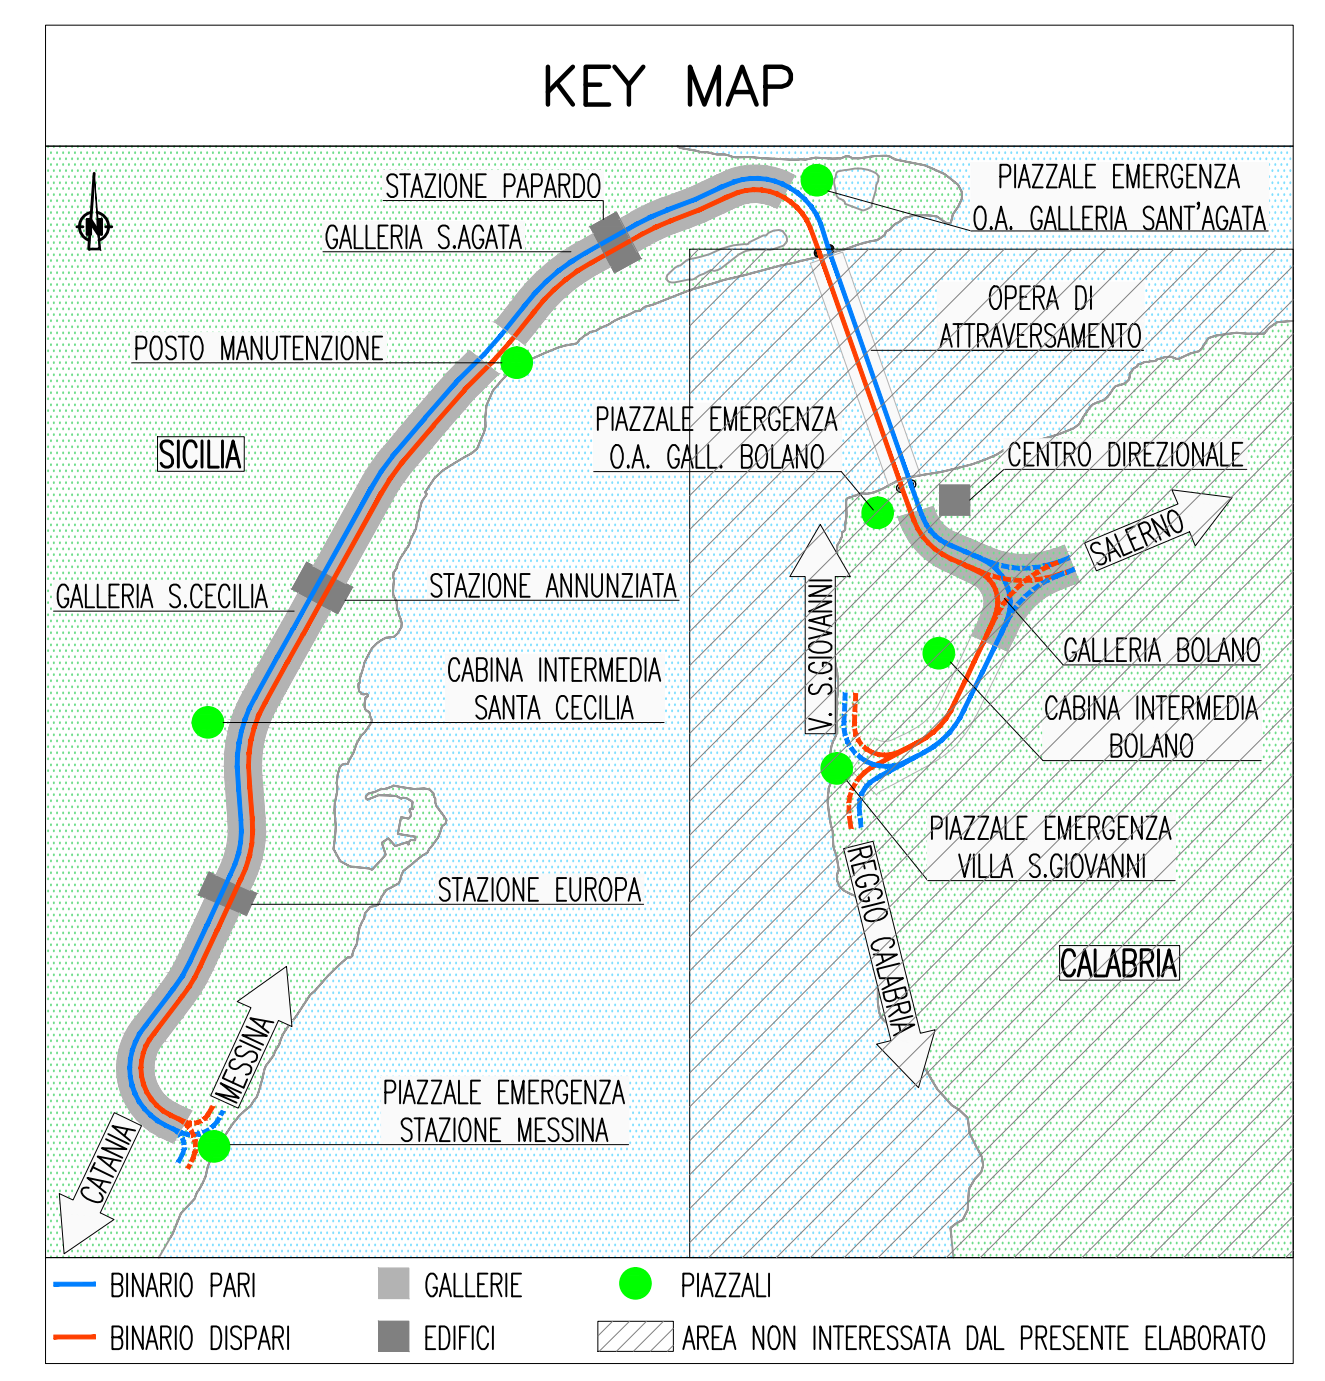 KEY MAP
N
STAZIONE PAPARDO
GALLERIA S.AGATA
PIAZZALE EMERGENZA
O.A. GALLERIA SANT'AGATA
OPERA DI
ATTRAVERSAMENTO
POSTO MANUTENZIONE
SICILIA
PIAZZALE EMERGENZA
O.A. GALL. BOLANO
CENTRO DIREZIONALE
SALERNO
GALLERIA S.CECILIA
STAZIONE ANNUNZIATA
V. S.GIOVANNI
GALLERIA BOLANO
CABINA INTERMEDIA
SANTA CECILIA
CABINA INTERMEDIA
BOLANO
PIAZZALE EMERGENZA
VILLA S.GIOVANNI
STAZIONE EUROPA
REGGIO CALABRIA
CALABRIA
MESSINA
PIAZZALE EMERGENZA
STAZIONE MESSINA
CATANIA
BINARIO PARI
GALLERIE
PIAZZALI
BINARIO DISPARI
EDIFICI
AREA NON INTERESSATA DAL PRESENTE ELABORATO